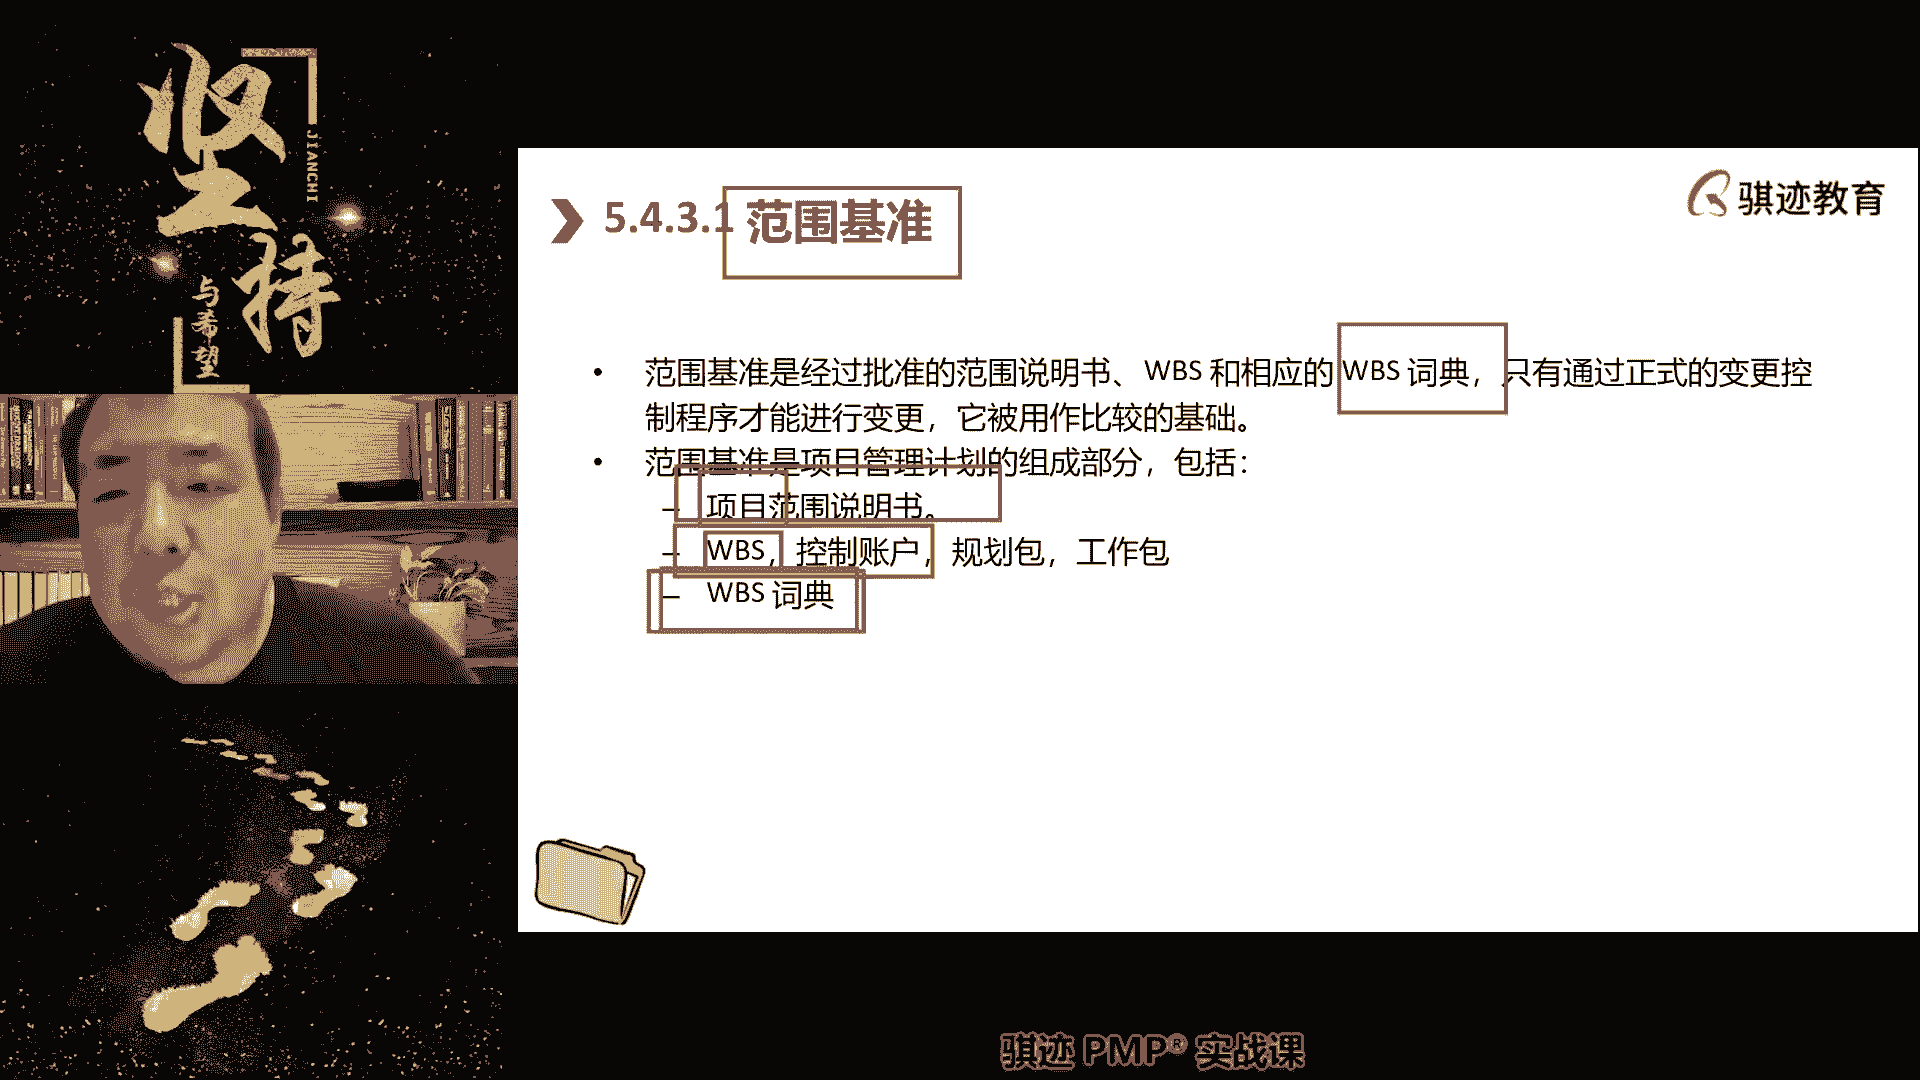 坚持
JIANCHI
与希望
5.4.3.1 范围基准
骐迹教育
• 范围基准是经过批准的范围说明书、WBS 和相应的 WBS 词典，只有通过正式的变更控
制程序才能进行变更，它被用作比较的基础。
• 范围基准是项目管理计划的组成部分，包括：
– 项目范围说明书。
– WBS，控制账户，规划包，工作包
– WBS 词典
骐迹 PMP® 实战课